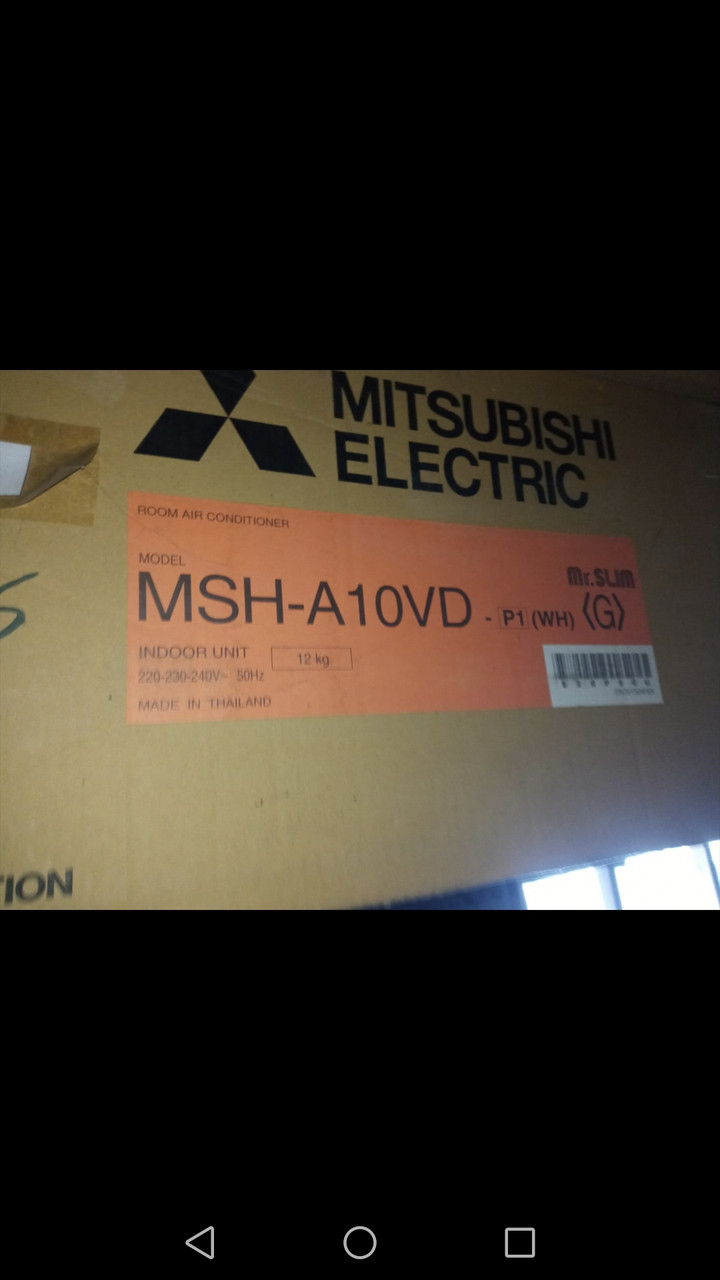 MITSUBISHI
ELECTRIC
ROOM AIR CONDITIONER
MODEL
Mr.SLIM
MSH-A10VD - P1 (WH) 〈G〉
INDOOR UNIT 12 kg
220-230-240V~ 50Hz
MADE IN THAILAND
TION